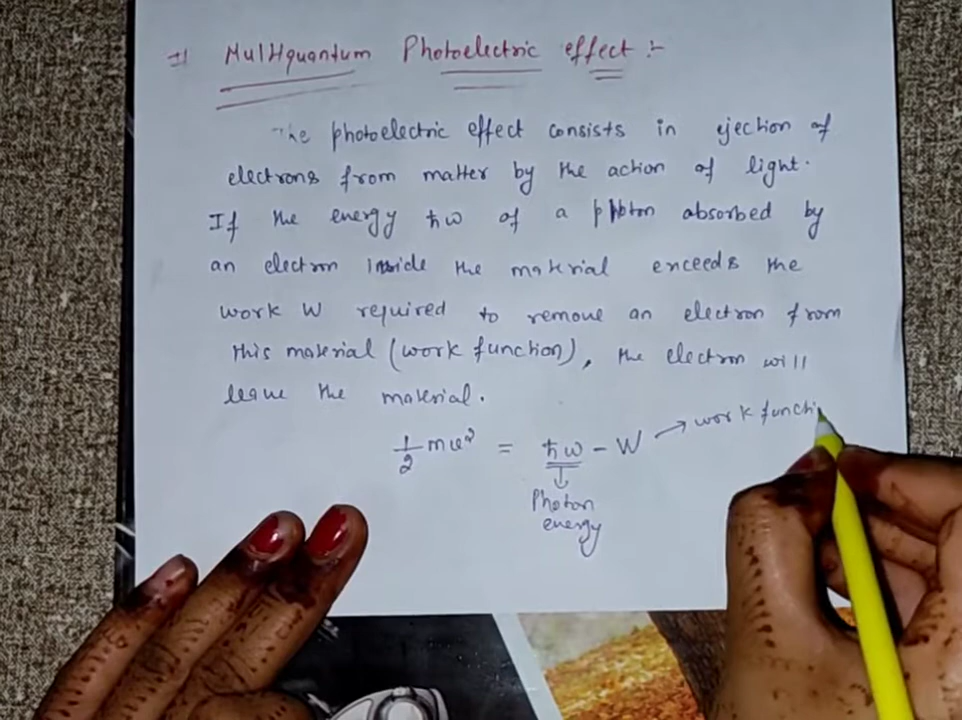 Multiquantum Photoelectric effect :-
The photoelectric effect consists in ejection of
electrons from matter by the action of light.
If the energy ħω of a photon absorbed by
an electron inside the material exceeds the
work W required to remove an electron from
this material (work function), the electron will
leave the material.
1/2 mv² = ħω - W → work functi
↓
Photon
energy